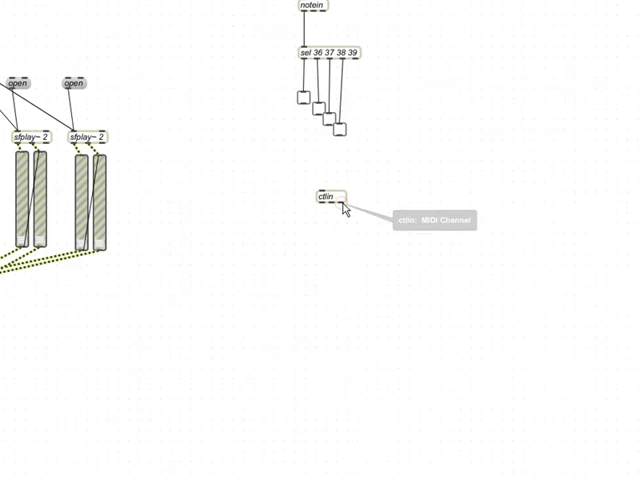 notein
sel 36 37 38 39
open open
sfplay~ 2 sfplay~ 2
ctlin
ctlin: MIDI Channel